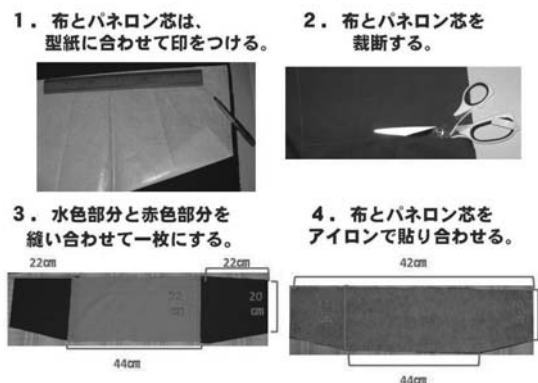 1．布とパネロン芯は、
型紙に合わせて印をつける。
2．布とパネロン芯を
裁断する。
3．水色部分と赤色部分を
縫い合わせて一枚にする。
22cm
22cm
20
cm
44cm
4．布とパネロン芯を
アイロンで貼り合わせる。
42cm
44cm